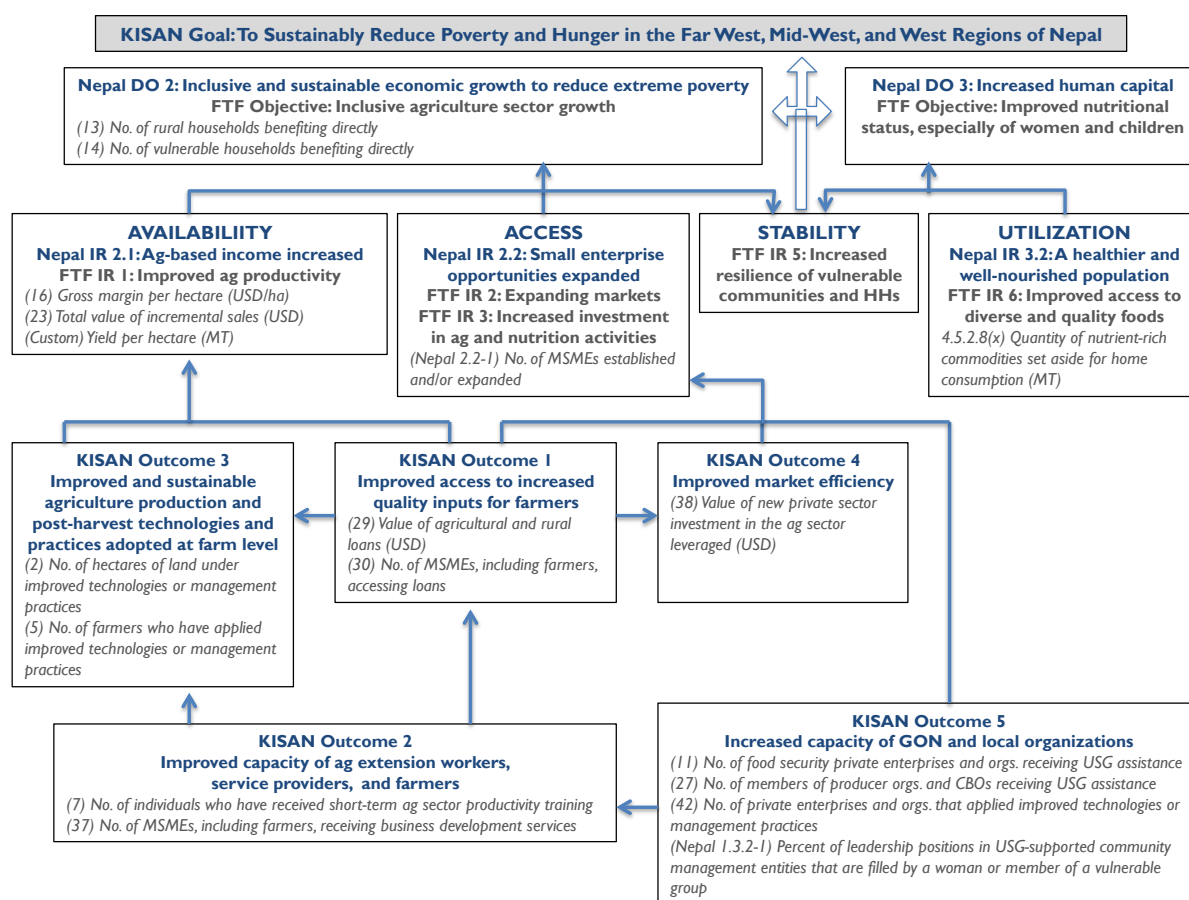 KISAN Goal: To Sustainably Reduce Poverty and Hunger in the Far West, Mid-West, and West Regions of Nepal
Nepal DO 2: Inclusive and sustainable economic growth to reduce extreme poverty
FTF Objective: Inclusive agriculture sector growth
(13) No. of rural households benefiting directly
(14) No. of vulnerable households benefiting directly
Nepal DO 3: Increased human capital
FTF Objective: Improved nutritional
status, especially of women and children
AVAILABILIITY
Nepal IR 2.1: Ag-based income increased
FTF IR 1: Improved ag productivity
(16) Gross margin per hectare (USD/ha)
(23) Total value of incremental sales (USD)
(Custom) Yield per hectare (MT)
ACCESS
Nepal IR 2.2: Small enterprise
opportunities expanded
FTF IR 2: Expanding markets
FTF IR 3: Increased investment
in ag and nutrition activities
(Nepal 2.2-1) No. of MSMEs established
and/or expanded
STABILITY
FTF IR 5: Increased
resilience of vulnerable
communities and HHs
UTILIZATION
Nepal IR 3.2: A healthier and
well-nourished population
FTF IR 6: Improved access to
diverse and quality foods
4.5.2.8(x) Quantity of nutrient-rich
commodities set aside for home
consumption (MT)
KISAN Outcome 3
Improved and sustainable
agriculture production and
post-harvest technologies and
practices adopted at farm level
(2) No. of hectares of land under
improved technologies or management
practices
(5) No. of farmers who have applied
improved technologies or management
practices
KISAN Outcome 1
Improved access to increased
quality inputs for farmers
(29) Value of agricultural and rural
loans (USD)
(30) No. of MSMEs, including farmers,
accessing loans
KISAN Outcome 4
Improved market efficiency
(38) Value of new private sector
investment in the ag sector
leveraged (USD)
KISAN Outcome 2
Improved capacity of ag extension workers,
service providers, and farmers
(7) No. of individuals who have received short-term ag sector productivity training
(37) No. of MSMEs, including farmers, receiving business development services
KISAN Outcome 5
Increased capacity of GON and local organizations
(11) No. of food security private enterprises and orgs. receiving USG assistance
(27) No. of members of producer orgs. and CBOs receiving USG assistance
(42) No. of private enterprises and orgs. that applied improved technologies or
management practices
(Nepal 1.3.2-1) Percent of leadership positions in USG-supported community
management entities that are filled by a woman or member of a vulnerable
group